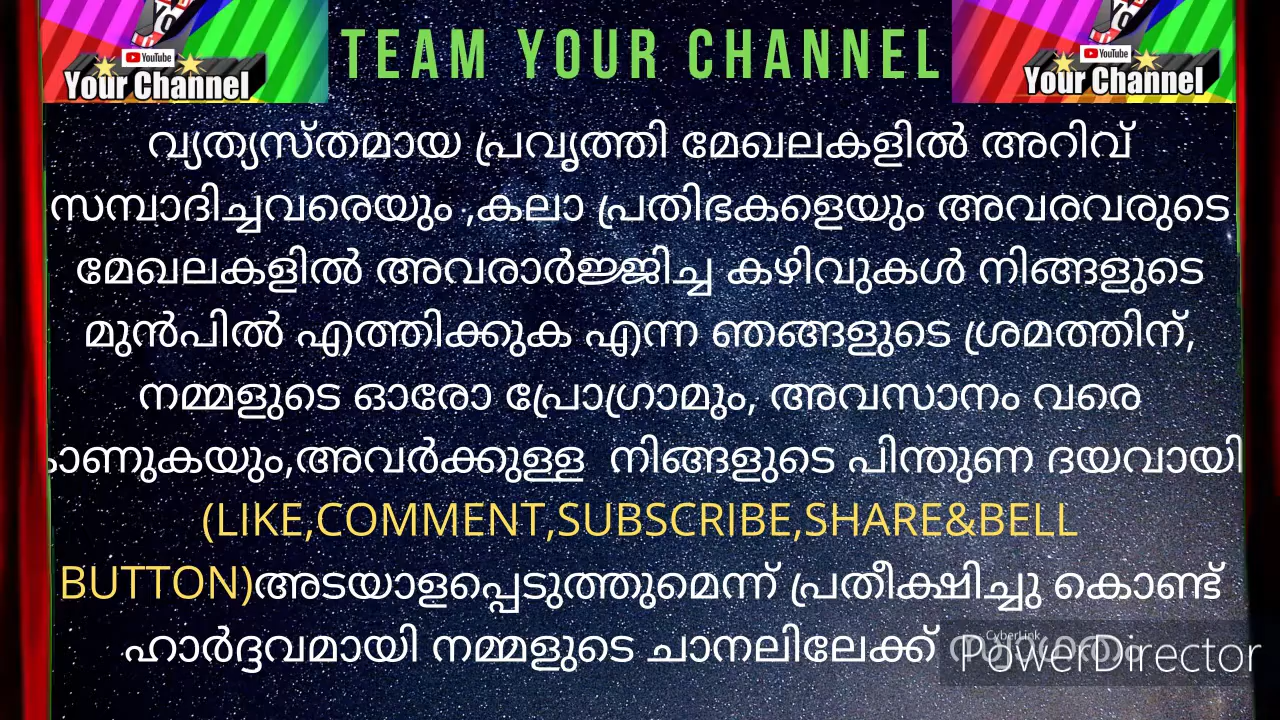 YouTube
Your Channel
TEAM YOUR CHANNEL
YouTube
Your Channel
വ്യത്യസ്തമായ പ്രവൃത്തി മേഖലകളിൽ അറിവ്
സമ്പാദിച്ചവരെയും ,കലാ പ്രതിഭകളെയും അവരവരുടെ
മേഖലകളിൽ അവരാർജ്ജിച്ച കഴിവുകൾ നിങ്ങളുടെ
മുൻപിൽ എത്തിക്കുക എന്ന ഞങ്ങളുടെ ശ്രമത്തിന്,
നമ്മളുടെ ഓരോ പ്രോഗ്രാമും, അവസാനം വരെ
കാണുകയും,അവർക്കുള്ള നിങ്ങളുടെ പിന്തുണ ദയവായി
(LIKE,COMMENT,SUBSCRIBE,SHARE&BELL
BUTTON)അടയാളപ്പെടുത്തുമെന്ന് പ്രതീക്ഷിച്ചു കൊണ്ട്
ഹാർദ്ദവമായി നമ്മളുടെ ചാനലിലേക്ക്
CyberLink
PowerDirector